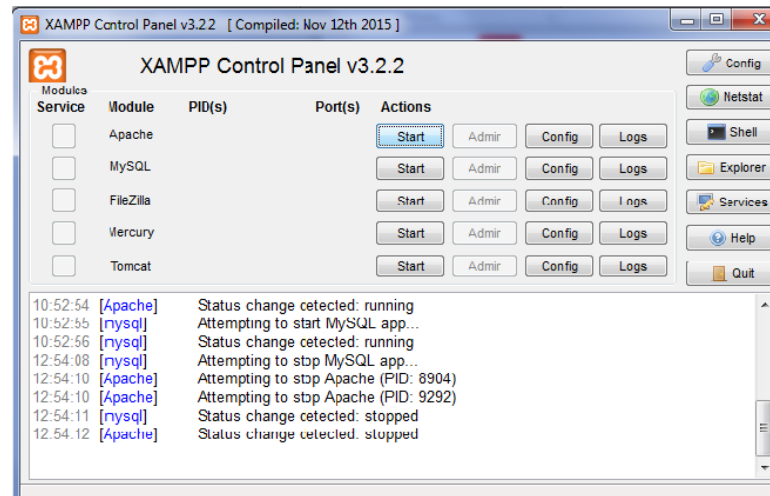 XAMPP Control Panel v3.2.2 [ Compiled: Nov 12th 2015 ]
XAMPP Control Panel v3.2.2
Config
Modules
Service Module PID(s) Port(s) Actions
Netstat
Apache Start Admin Config Logs
Shell
MySQL Start Admin Config Logs
Explorer
FileZilla Start Admin Config Logs
Services
Mercury Start Admin Config Logs
Help
Tomcat Start Admin Config Logs
Quit
10:52:54 [Apache] Status change detected: running
10:52:55 [mysql] Attempting to start MySQL app...
10:52:56 [mysql] Status change detected: running
12:54:08 [mysql] Attempting to stop MySQL app...
12:54:10 [Apache] Attempting to stop Apache (PID: 8904)
12:54:10 [Apache] Attempting to stop Apache (PID: 9292)
12:54:11 [mysql] Status change detected: stopped
12:54:12 [Apache] Status change detected: stopped